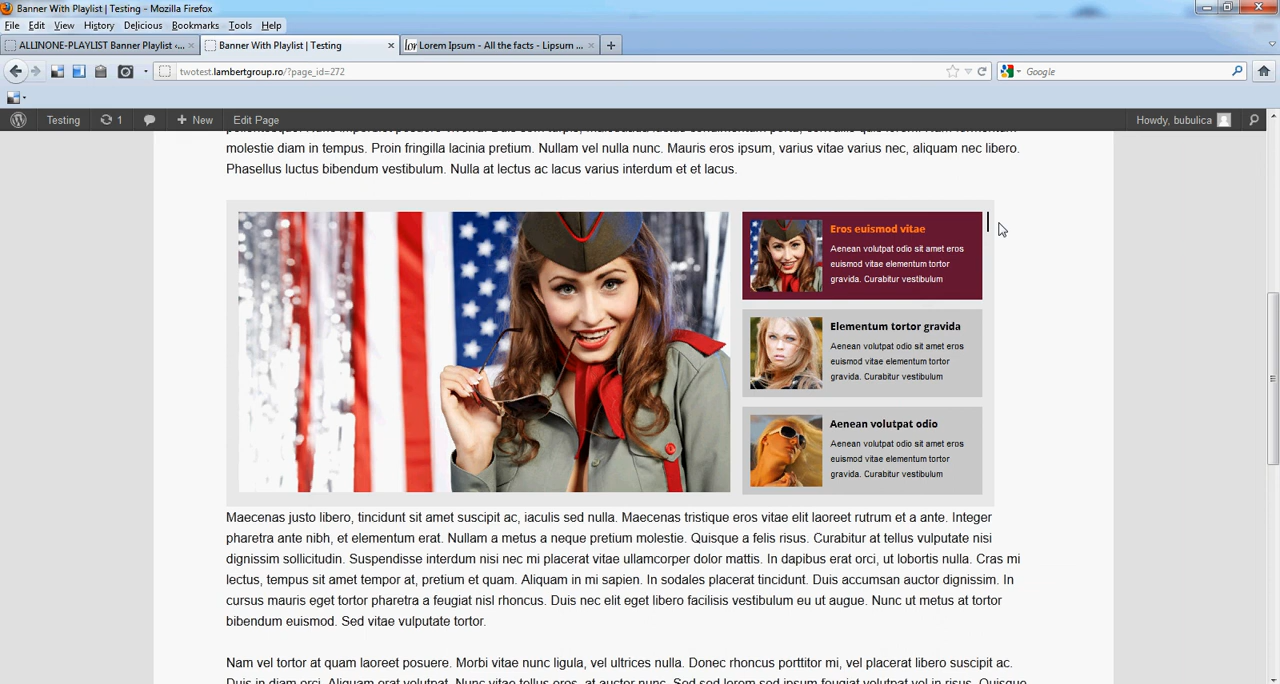 Banner With Playlist | Testing - Mozilla Firefox
File Edit View History Delicious Bookmarks Tools Help
ALLINONE-PLAYLIST Banner Playlist ‹...
Banner With Playlist | Testing
Lorem Ipsum - All the facts - Lipsum ...
twotest.lambertgroup.ro/?page_id=272
Google
Testing 1 New Edit Page Howdy, bubulica
molestie diam in tempus. Proin fringilla lacinia pretium. Nullam vel nulla nunc. Mauris eros ipsum, varius vitae varius nec, aliquam nec libero.
Phasellus luctus bibendum vestibulum. Nulla at lectus ac lacus varius interdum et et lacus.
Eros euismod vitae
Aenean volutpat odio sit amet eros
euismod vitae elementum tortor
gravida. Curabitur vestibulum
Elementum tortor gravida
Aenean volutpat odio sit amet eros
euismod vitae elementum tortor
gravida. Curabitur vestibulum
Aenean volutpat odio
Aenean volutpat odio sit amet eros
euismod vitae elementum tortor
gravida. Curabitur vestibulum
Maecenas justo libero, tincidunt sit amet suscipit ac, iaculis sed nulla. Maecenas tristique eros vitae elit laoreet rutrum et a ante. Integer
pharetra ante nibh, et elementum erat. Nullam a metus a neque pretium molestie. Quisque a felis risus. Curabitur at tellus vulputate nisi
dignissim sollicitudin. Suspendisse interdum nisi nec mi placerat vitae ullamcorper dolor mattis. In dapibus erat orci, ut lobortis nulla. Cras mi
lectus, tempus sit amet tempor at, pretium et quam. Aliquam in mi sapien. In sodales placerat tincidunt. Duis accumsan auctor dignissim. In
cursus mauris eget tortor pharetra a feugiat nisl rhoncus. Duis nec elit eget libero facilisis vestibulum eu ut augue. Nunc ut metus at tortor
bibendum euismod. Sed vitae vulputate tortor.
Nam vel tortor at quam laoreet posuere. Morbi vitae nunc ligula, vel ultrices nulla. Donec rhoncus porttitor mi, vel placerat libero suscipit ac.